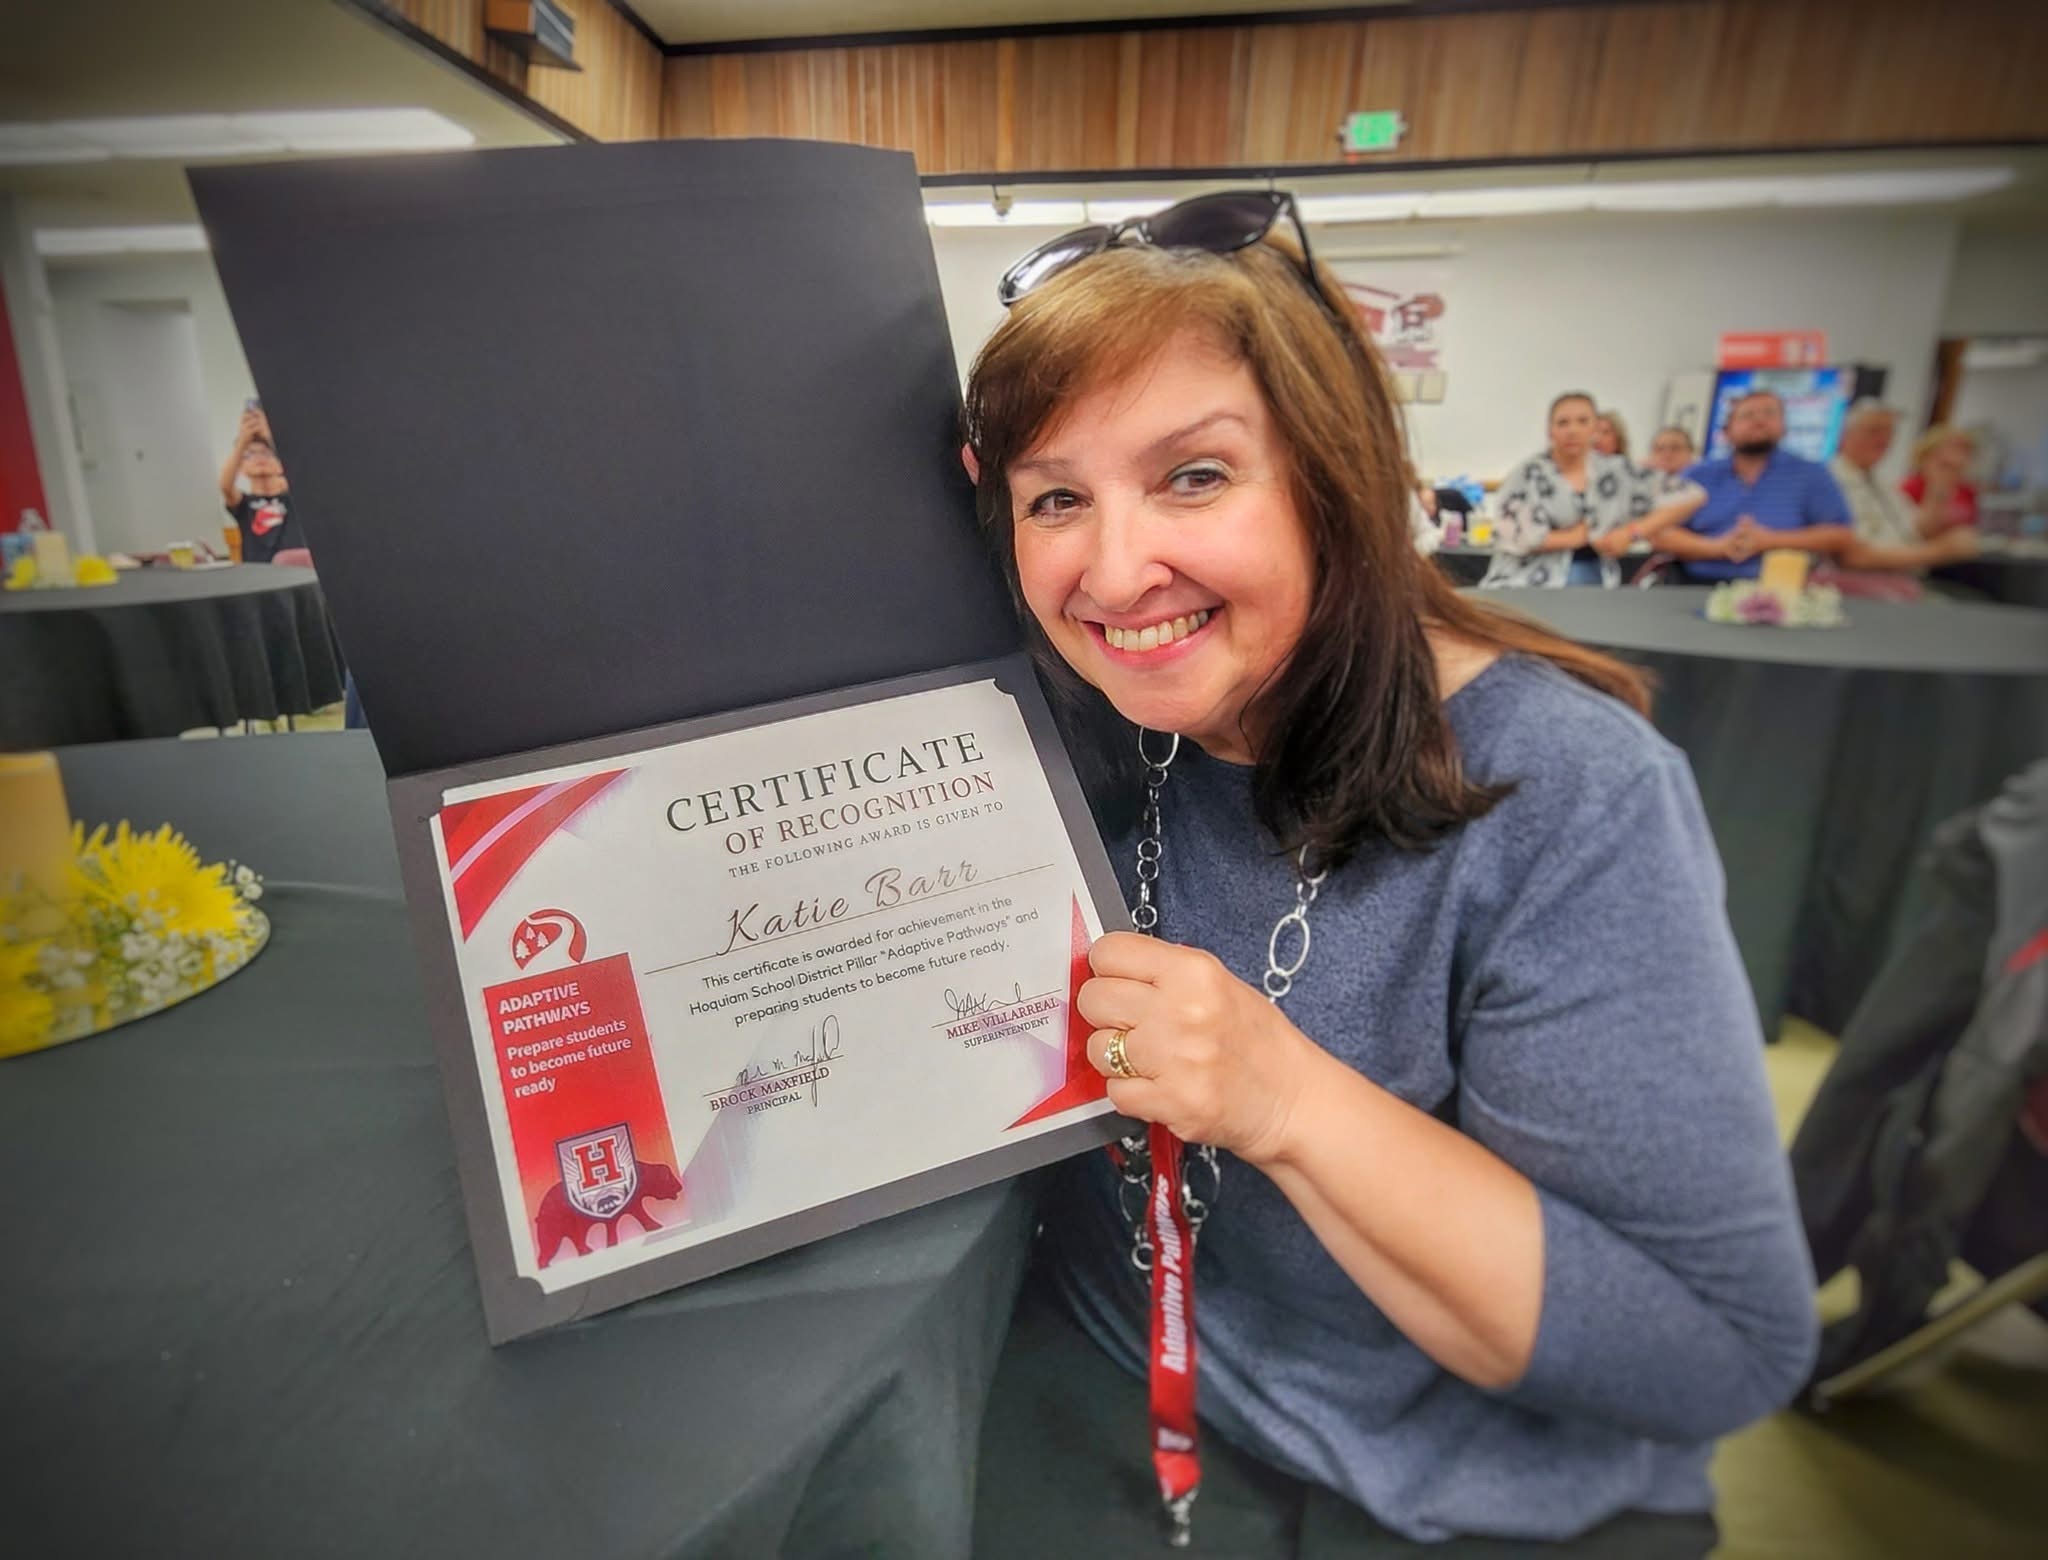 CERTIFICATE
OF RECOGNITION
THE FOLLOWING AWARD IS GIVEN TO
Katie Barr
This certificate is awarded for achievement in the
Hoquiam School District Pillar "Adaptive Pathways" and
preparing students to become future ready.
BROCK MAXFIELD
PRINCIPAL
MIKE VILLARREAL
SUPERINTENDENT
ADAPTIVE
PATHWAYS
Prepare students
to become future
ready
H
Adaptive Pathways